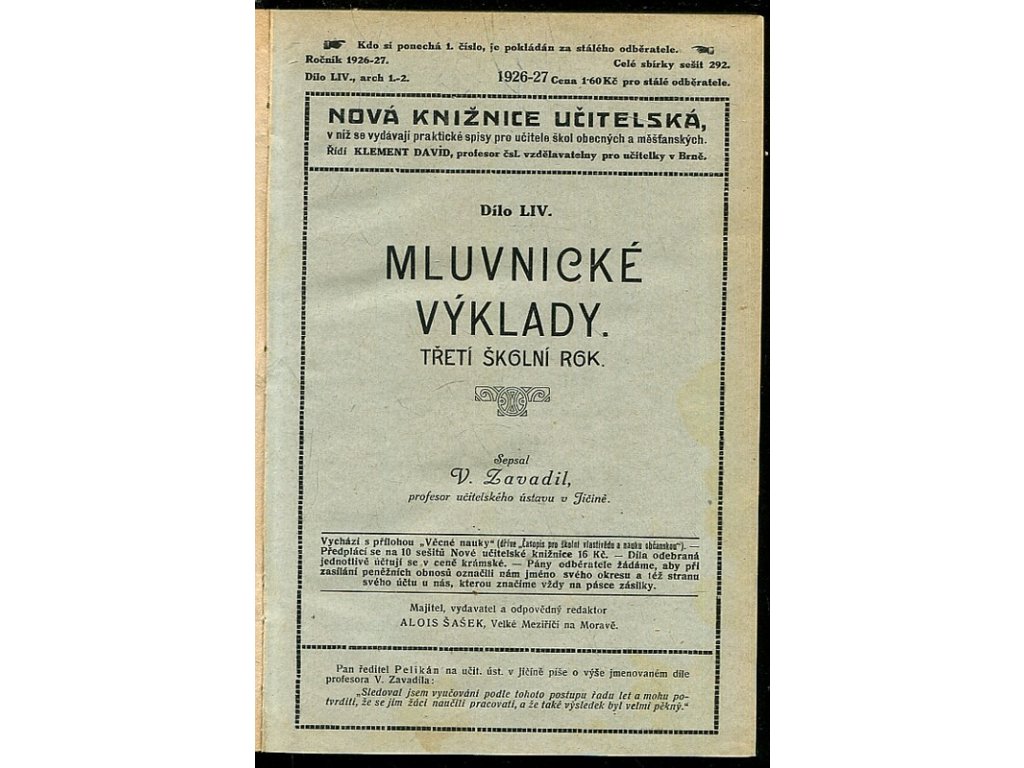 Kdo si ponechá 1. číslo, je pokládán za stálého odběratele.
Ročník 1926-27. Celé sbírky sešit 292.
Dílo LIV., arch 1.-2. 1926-27 Cena 1·60 Kč pro stálé odběratele.
NOVÁ KNIŽNICE UČITELSKÁ,
v níž se vydávají praktické spisy pro učitele škol obecných a měšťanských.
Řídí KLEMENT DAVID, profesor čsl. vzdělavatelny pro učitelky v Brně.
Dílo LIV.
MLUVNICKÉ
VÝKLADY.
TŘETÍ ŠKOLNÍ ROK.
Sepsal
V. Zavadil,
profesor učitelského ústavu v Jičíně.
Vychází s přílohou „Věcné nauky“ (dříve „Časopis pro školní vlastivědu a nauku občanskou“). —
Předplácí se na 10 sešitů Nové učitelské knižnice 16 Kč. — Díla odebraná
jednotlivě účtují se v ceně krámské. — Pány odběratele žádáme, aby při
zasílání peněžních obnosů označili nám jméno svého okresu a též stranu
svého účtu u nás, kterou značíme vždy na pásce zásilky.
Majitel, vydavatel a odpovědný redaktor
ALOIS ŠAŠEK, Velké Meziříčí na Moravě.
Pan ředitel Pelikán na učit. úst. v Jičíně píše o výše jmenovaném díle
profesora V. Zavadila:
„Sledoval jsem vyučování podle tohoto postupu řadu let a mohu po-
tvrditi, že se jím žáci naučili pracovati, a že také výsledek byl velmi pěkný.“